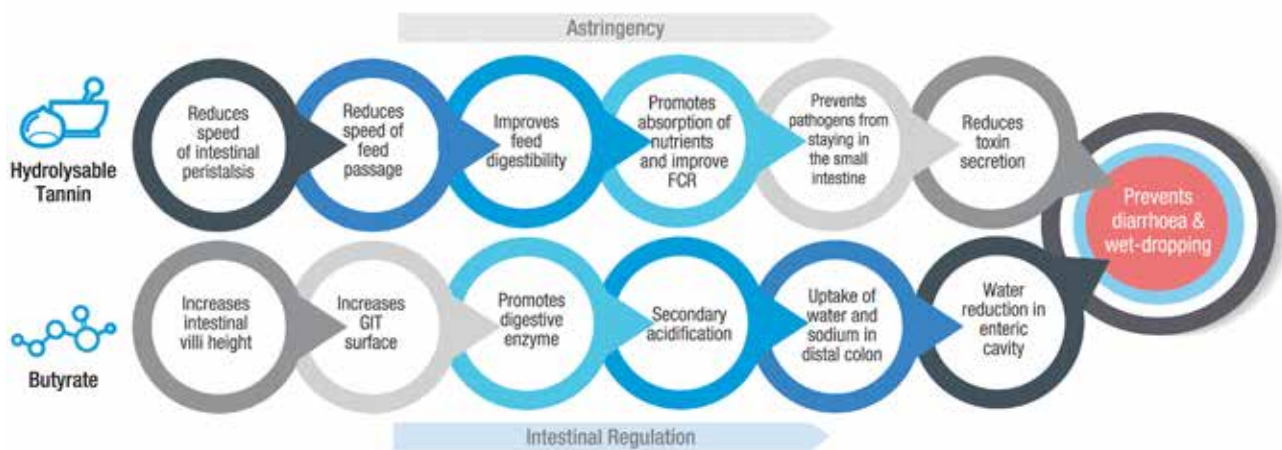 Astringency
Hydrolysable
Tannin
Reduces
speed
of intestinal
peristalsis
Reduces
speed of
feed
passage
Improves
feed
digestibility
Promotes
absorption of
nutrients
and improve
FCR
Prevents
pathogens from
staying in
the small
intestine
Reduces
toxin
secretion
Prevents
diarrhoea &
wet-dropping
Butyrate
Increases
intestinal
villi height
Increases
GIT
surface
Promotes
digestive
enzyme
Secondary
acidification
Uptake of
water and
sodium in
distal colon
Water
reduction in
enteric
cavity
Intestinal Regulation